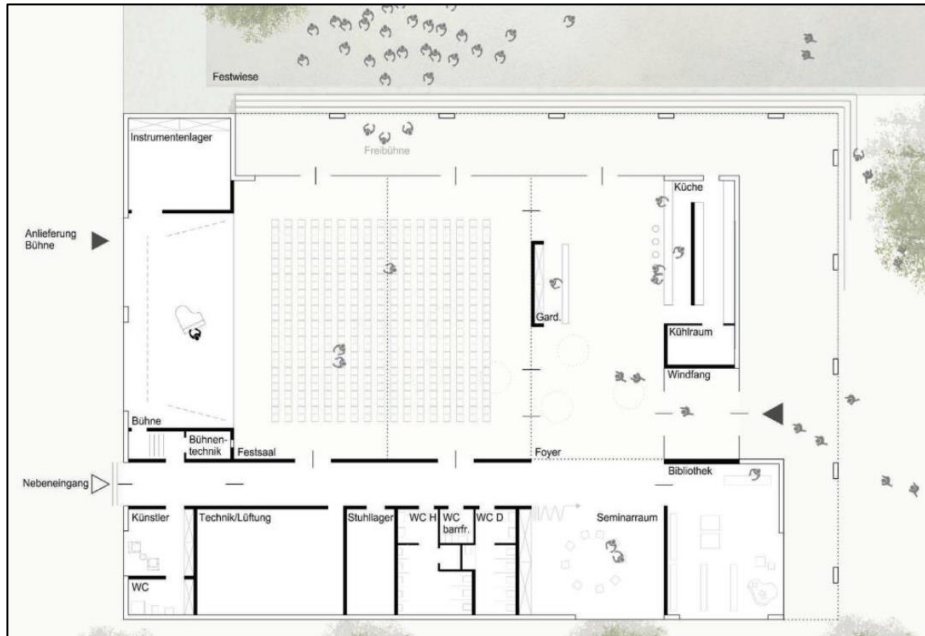 Festwiese
Instrumentenlager
Freibühne
Küche
Anlieferung
Bühne
Gard.
Kühlraum
Windfang
Bühne
Bühnen-
technik
Festsaal
Foyer
Bibliothek
Nebeneingang
Künstler
Technik/Lüftung
Stuhllager
WC H
WC
barrfr.
WC D
Seminarraum
WC